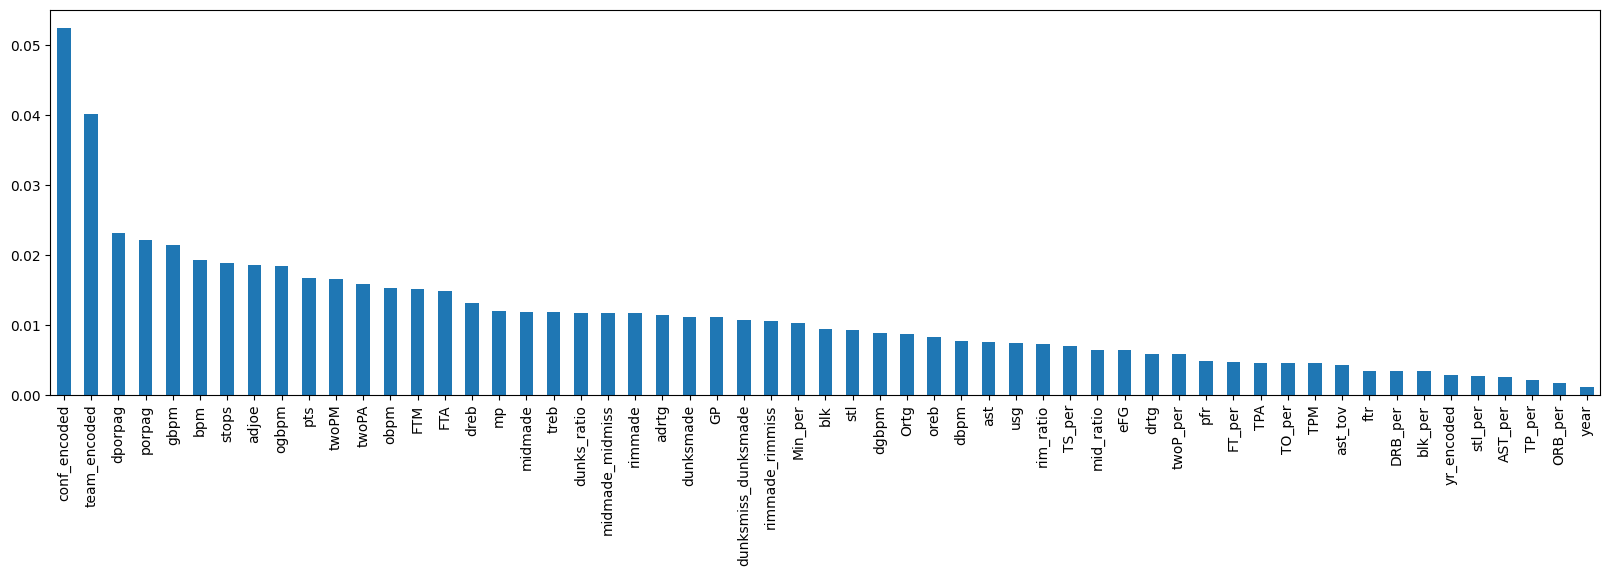 0.05
0.04
0.03
0.02
0.01
0.00
conf_encoded
team_encoded
dporpag
porpag
gbpm
bpm
stops
adjoe
ogbpm
pts
twoPM
twoPA
obpm
FTM
FTA
dreb
mp
midmade
treb
dunks_ratio
midmade_midmiss
rimmade
adrtg
dunksmade
GP
dunksmiss_dunksmade
rimmade_rimmiss
Min_per
blk
stl
dgbpm
Ortg
oreb
dbpm
ast
usg
rim_ratio
TS_per
mid_ratio
eFG
drtg
twoP_per
pfr
FT_per
TPA
TO_per
TPM
ast_tov
ftr
DRB_per
blk_per
yr_encoded
stl_per
AST_per
TP_per
ORB_per
year